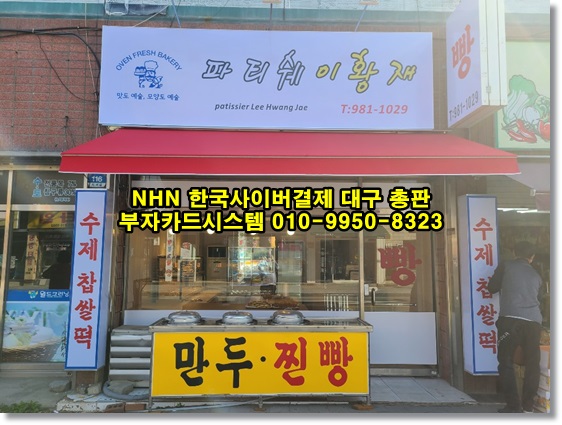 OVEN FRESH BAKERY
맛도 예술, 모양도 예술
파티쉐 이황재
patissier Lee Hwang Jae
T:981-1029
빵
T:981-1029
116
NHN 한국사이버결제 대구 총판
부자카드시스템 010-9950-8323
수제찹쌀떡
빵
수제찹쌀떡
만두·찐빵